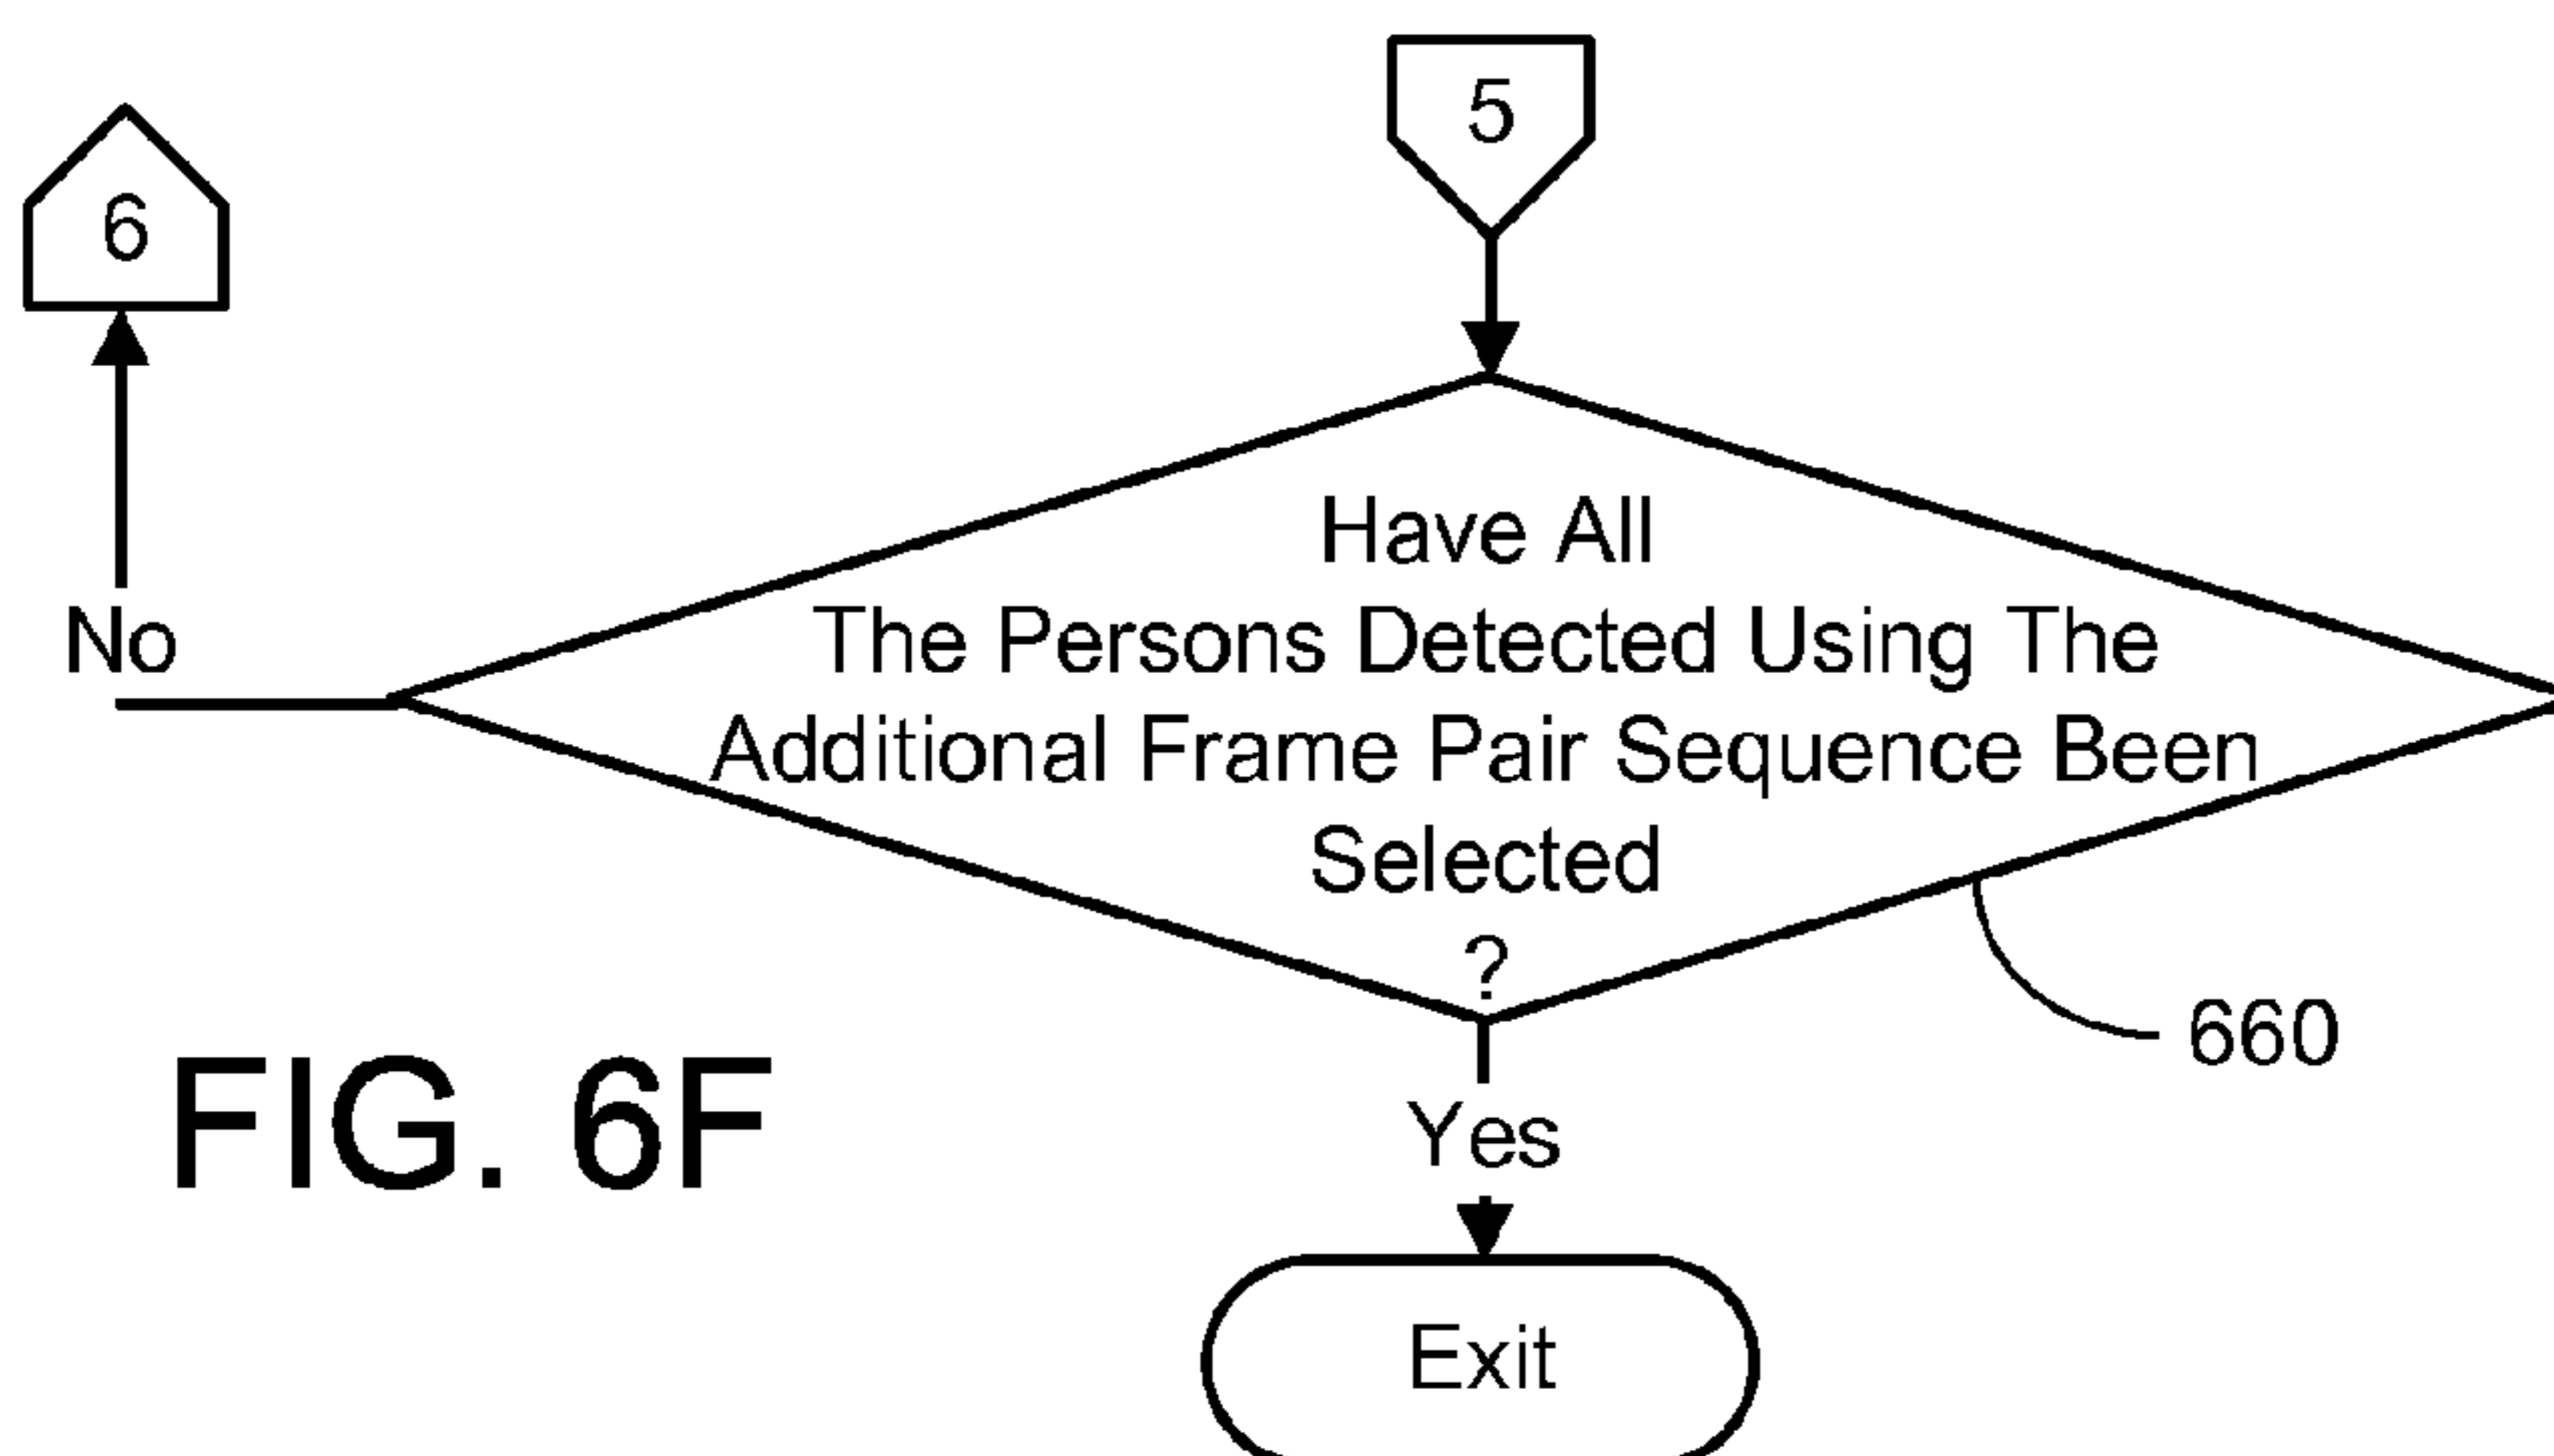 5
6
Have All
The Persons Detected Using The
Additional Frame Pair Sequence Been
Selected
?
No
660
Yes
Exit
FIG. 6F